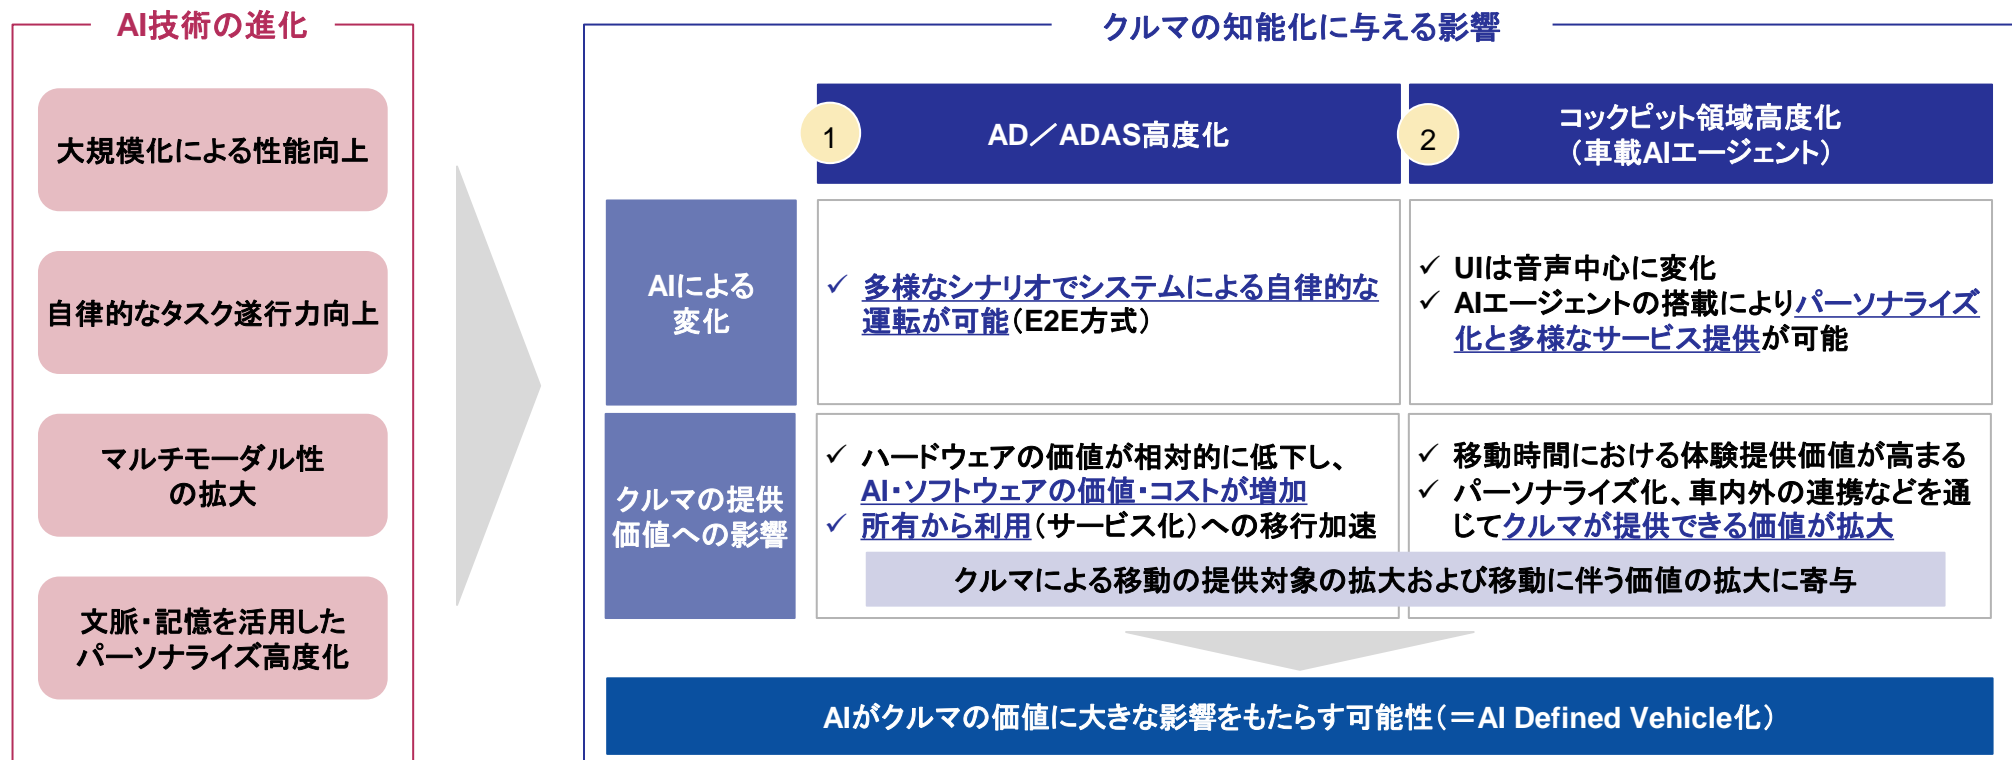 AI技術の進化
大規模化による性能向上
自律的なタスク遂行力向上
マルチモーダル性
の拡大
文脈・記憶を活用した
パーソナライズ高度化
クルマの知能化に与える影響
1
AD／ADAS高度化
2
コックピット領域高度化
（車載AIエージェント）
AIによる
変化
✓ 多様なシナリオでシステムによる自律的な
運転が可能（E2E方式）
✓ UIは音声中心に変化
✓ AIエージェントの搭載によりパーソナライズ
化と多様なサービス提供が可能
クルマの提供
価値への影響
✓ ハードウェアの価値が相対的に低下し、
AI・ソフトウェアの価値・コストが増加
✓ 所有から利用（サービス化）への移行加速
✓ 移動時間における体験提供価値が高まる
✓ パーソナライズ化、車内外の連携などを通
じてクルマが提供できる価値が拡大
クルマによる移動の提供対象の拡大および移動に伴う価値の拡大に寄与
AIがクルマの価値に大きな影響をもたらす可能性（＝AI Defined Vehicle化）